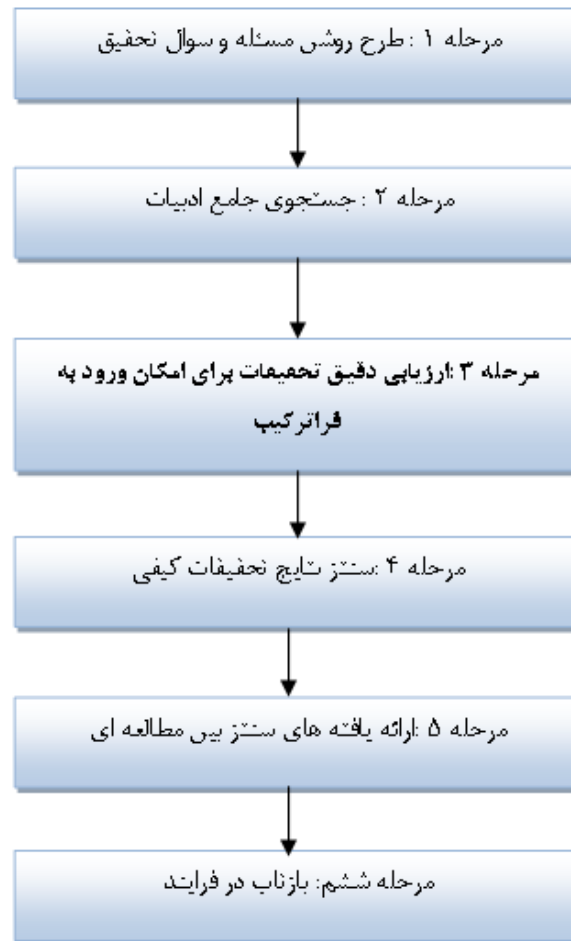 مرحله ۱ : طرح روشن مسئله و سوال تحقیق
مرحله ۲ : جستجوی جامع ادبیات
مرحله ۳ :ارزیابی دقیق تحقیقات برای امکان ورود به
فراترکیب
مرحله ۴ :سنتز نتایج تحقیقات کیفی
مرحله ۵ :ارائه یافته های سنتز بین مطالعه ای
مرحله ششم: بازتاب در فرایند